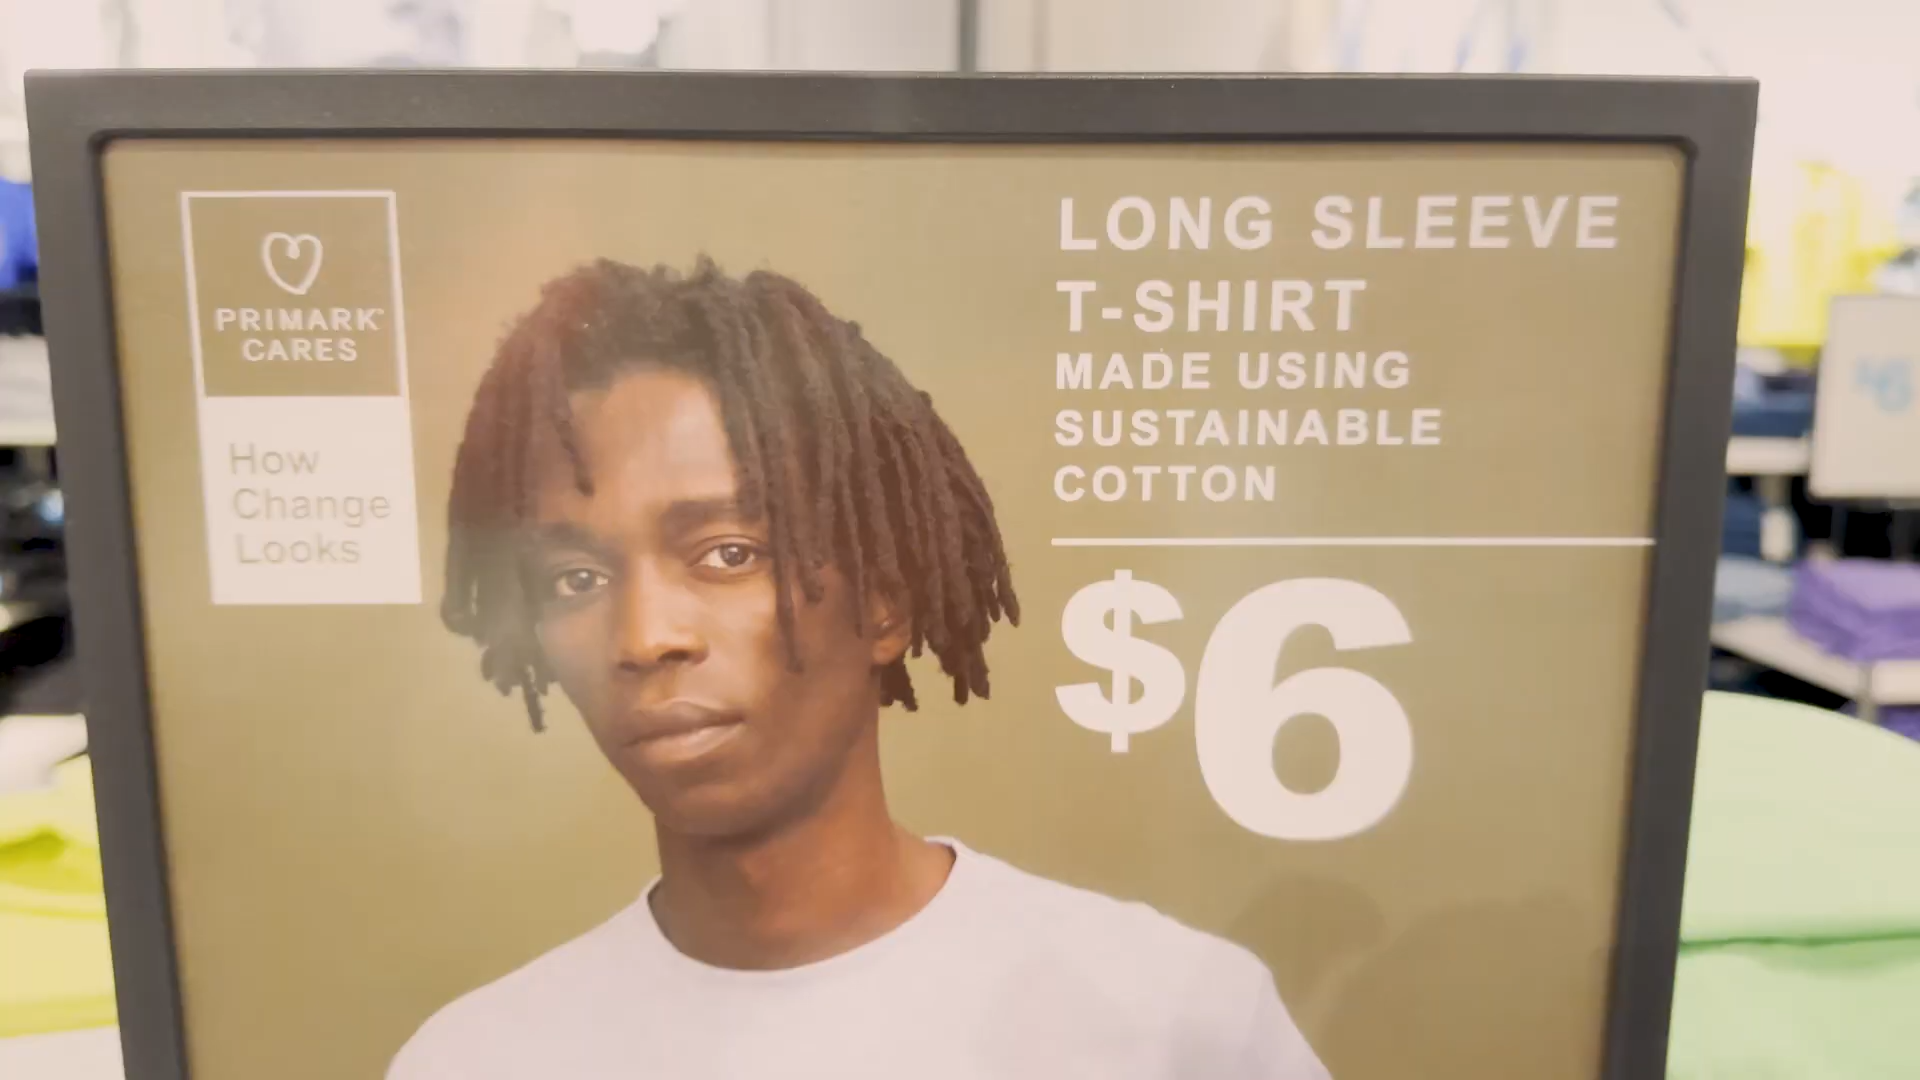 PRIMARK
CARES
How
Change
Looks
LONG SLEEVE
T-SHIRT
MADE USING
SUSTAINABLE
COTTON
$6